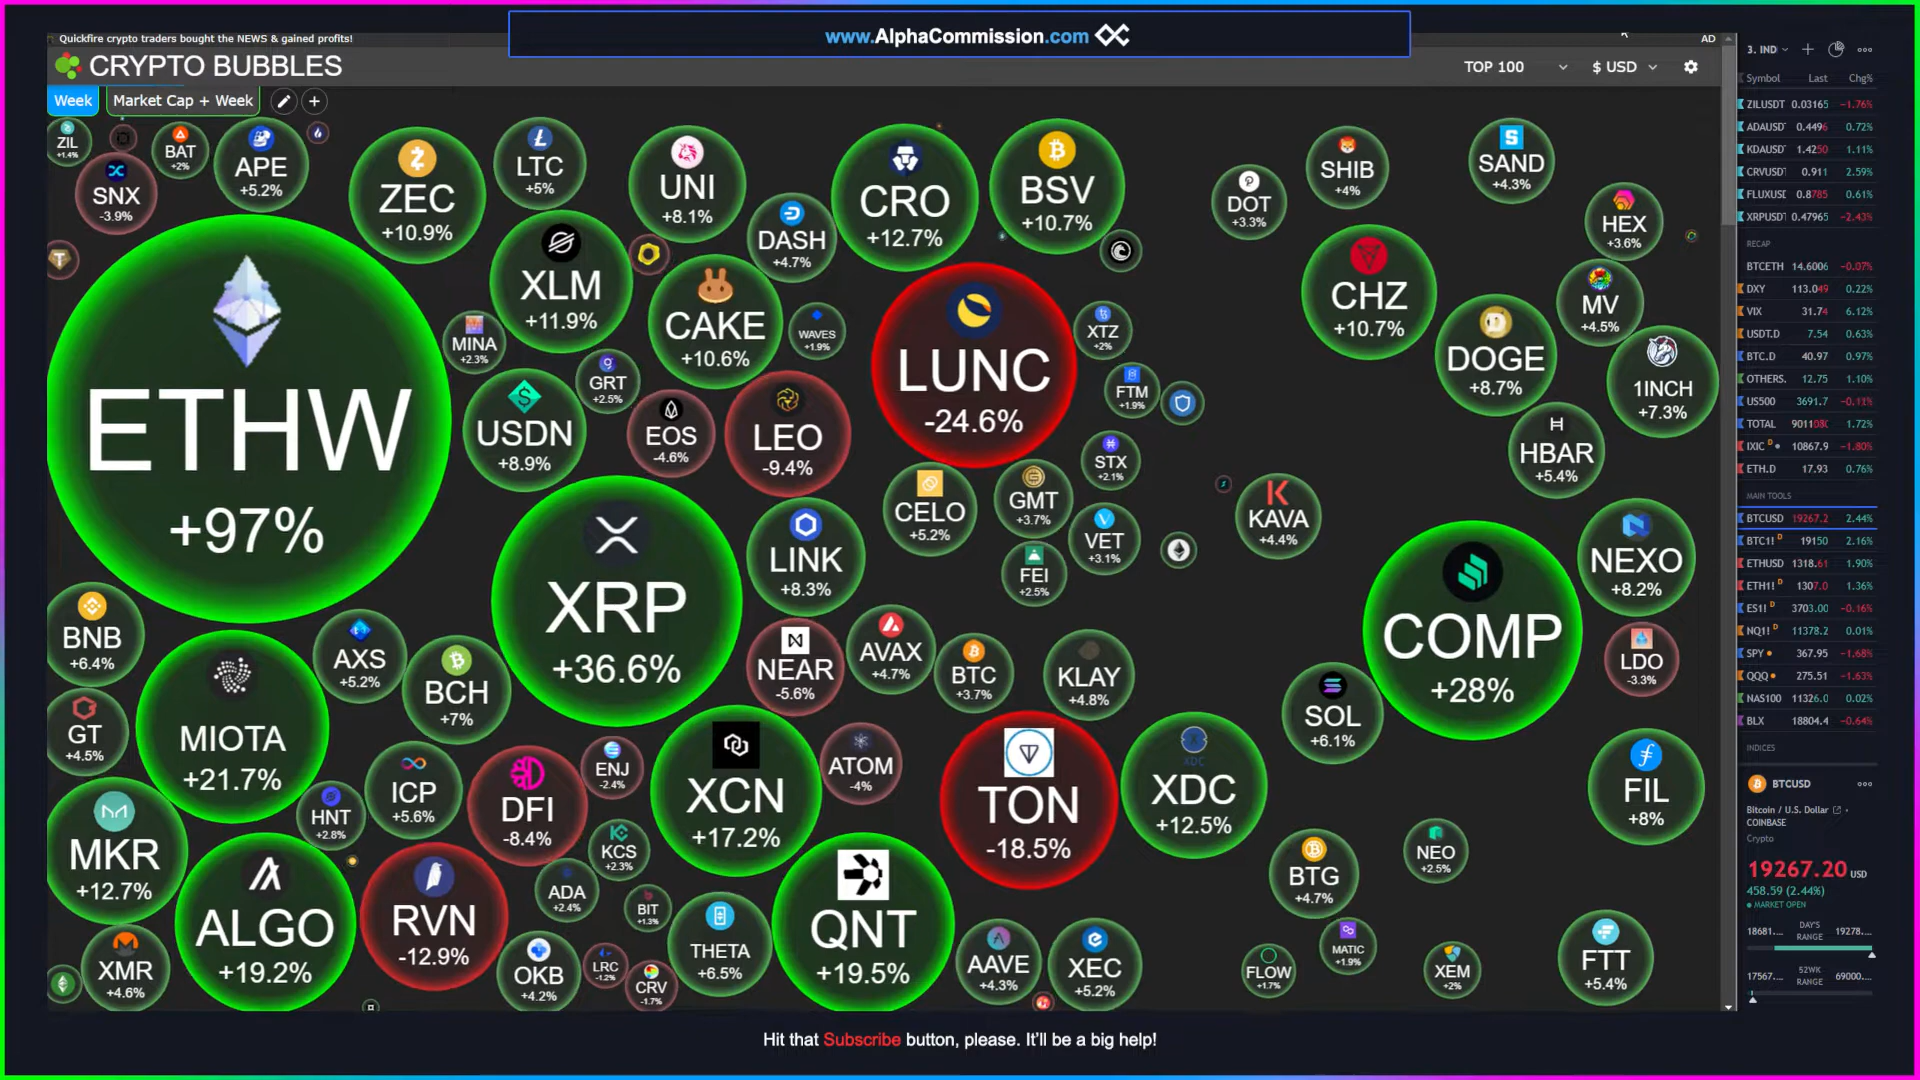 Quickfire crypto traders bought the NEWS & gained profits!
www.AlphaCommission.com
AD
CRYPTO BUBBLES
TOP 100
$ USD
Week
Market Cap + Week
ZIL
+1.4%
SNX
-3.9%
BAT
+2%
APE
+5.2%
ZEC
+10.9%
LTC
+5%
UNI
+8.1%
DASH
+4.7%
CRO
+12.7%
BSV
+10.7%
DOT
+3.3%
SHIB
+4%
SAND
+4.3%
HEX
+3.6%
ETHW
+97%
XLM
+11.9%
MINA
+2.3%
CAKE
+10.6%
WAVES
+1.9%
LUNC
-24.6%
XTZ
+2%
CHZ
+10.7%
DOGE
+8.7%
MV
+4.5%
1INCH
+7.3%
USDN
+8.9%
GRT
+2.5%
EOS
-4.6%
LEO
-9.4%
FTM
+1.9%
STX
+2.1%
HBAR
+5.4%
CELO
+5.2%
GMT
+3.7%
VET
+3.1%
FEI
+2.5%
KAVA
+4.4%
XRP
+36.6%
LINK
+8.3%
COMP
+28%
NEXO
+8.2%
BNB
+6.4%
AXS
+5.2%
BCH
+7%
NEAR
-5.6%
AVAX
+4.7%
BTC
+3.7%
KLAY
+4.8%
SOL
+6.1%
LDO
-3.3%
GT
+4.5%
MIOTA
+21.7%
HNT
+2.8%
ICP
+5.6%
DFI
-8.4%
ENJ
-2.4%
XCN
+17.2%
ATOM
-4%
TON
-18.5%
XDC
+12.5%
FIL
+8%
MKR
+12.7%
ALGO
+19.2%
RVN
-12.9%
KCS
+2.3%
ADA
+2.4%
BIT
+1.3%
THETA
+6.5%
QNT
+19.5%
BTG
+4.7%
NEO
+2.5%
XMR
+4.6%
OKB
+4.2%
LRC
-1.2%
CRV
-1.7%
AAVE
+4.3%
XEC
+5.2%
FLOW
+1.7%
MATIC
+1.9%
XEM
+2%
FTT
+5.4%
3. IND
Symbol Last Chg%
ZILUSDT 0.03165 -1.76%
ADAUSDT 0.4496 0.72%
KDAUSDT 1.4250 1.11%
CRVUSDT 0.911 2.59%
FLUXUSD 0.8785 0.61%
XRPUSDT 0.47965 -2.43%
RECAP
BTCETH 14.6006 -0.07%
DXY 113.049 0.22%
VIX 31.74 6.12%
USDT.D 7.54 0.63%
BTC.D 40.97 0.97%
OTHERS. 12.75 1.10%
US500 3691.7 -0.11%
TOTAL 901108( 1.72%
IXIC D 10867.9 -1.80%
ETH.D 17.93 0.76%
MAIN TOOLS
BTCUSD 19267.2 2.44%
BTC1! D 19150 2.16%
ETHUSD 1318.61 1.90%
ETH1! D 1307.0 1.36%
ES1! D 3703.00 -0.16%
NQ1! D 11378.2 0.01%
SPY 367.95 -1.68%
QQQ 275.51 -1.63%
NAS100 11326.0 0.02%
BLX 18804.4 -0.64%
INDICES
BTCUSD
Bitcoin / U.S. Dollar
COINBASE
Crypto
19267.20 USD
458.59 (2.44%)
MARKET OPEN
18681.... DAY'S RANGE 19278....
17567.... 52WK RANGE 69000....
Hit that Subscribe button, please. It'll be a big help!